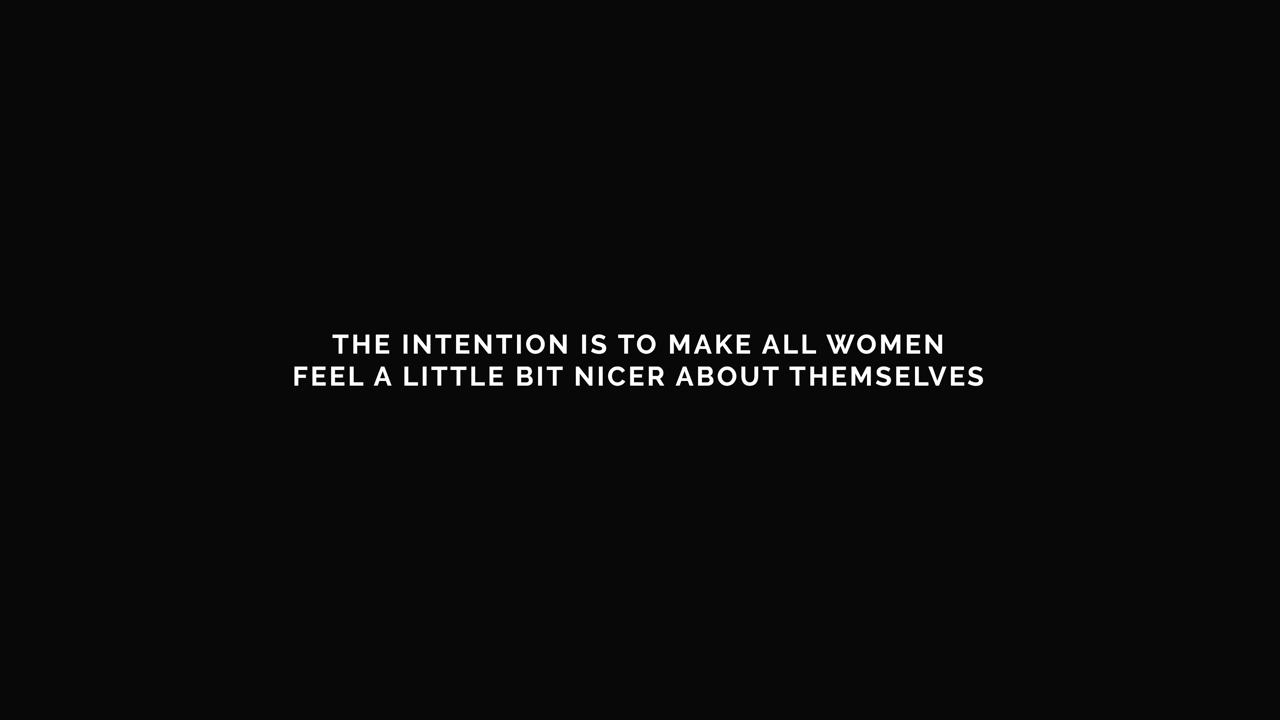 THE INTENTION IS TO MAKE ALL WOMEN
FEEL A LITTLE BIT NICER ABOUT THEMSELVES